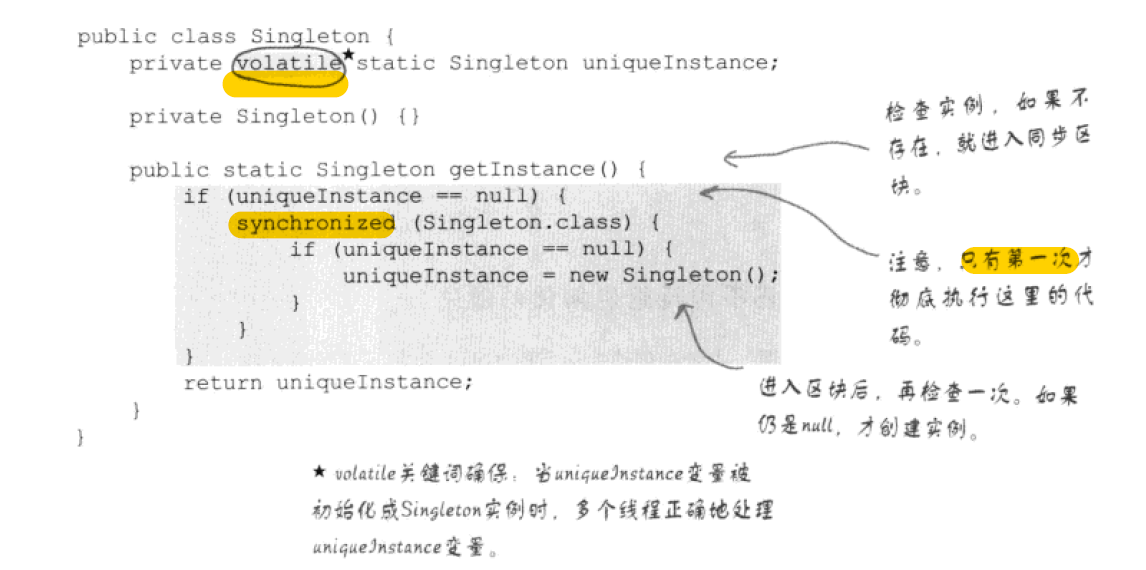 public class Singleton {
private volatile★static Singleton uniqueInstance;
private Singleton() {}
public static Singleton getInstance() {
if (uniqueInstance == null) {
synchronized (Singleton.class) {
if (uniqueInstance == null) {
uniqueInstance = new Singleton();
}
}
}
return uniqueInstance;
}
}
检查实例，如果不
存在，就进入同步区
块。
注意，只有第一次才
彻底执行这里的代
码。
进入区块后，再检查一次。如果
仍是null，才创建实例。
★ volatile关键词确保：当uniqueInstance变量被
初始化成Singleton实例时，多个线程正确地处理
uniqueInstance变量。